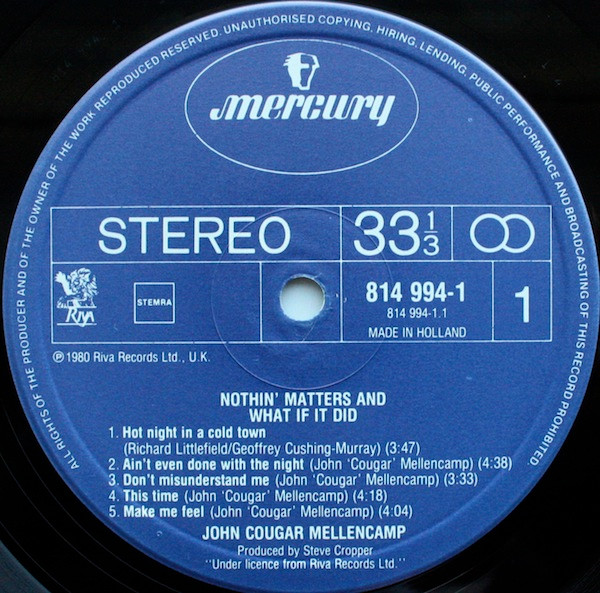 ALL RIGHTS OF THE PRODUCER AND OF THE OWNER OF THE WORK REPRODUCED RESERVED. UNAUTHORISED COPYING, HIRING, LENDING, PUBLIC PERFORMANCE AND BROADCASTING OF THIS RECORD PROHIBITED.
mercury
STEREO 33 1/3
Riva STEMRA 814 994-1 1
814 994-1.1
MADE IN HOLLAND
℗ 1980 Riva Records Ltd., U.K.
NOTHIN' MATTERS AND
WHAT IF IT DID
1. Hot night in a cold town
(Richard Littlefield/Geoffrey Cushing-Murray) (3:47)
2. Ain't even done with the night (John 'Cougar' Mellencamp) (4:38)
3. Don't misunderstand me (John 'Cougar' Mellencamp) (3:33)
4. This time (John 'Cougar' Mellencamp) (4:18)
5. Make me feel (John 'Cougar' Mellencamp) (4:04)
JOHN COUGAR MELLENCAMP
Produced by Steve Cropper
"Under licence from Riva Records Ltd."